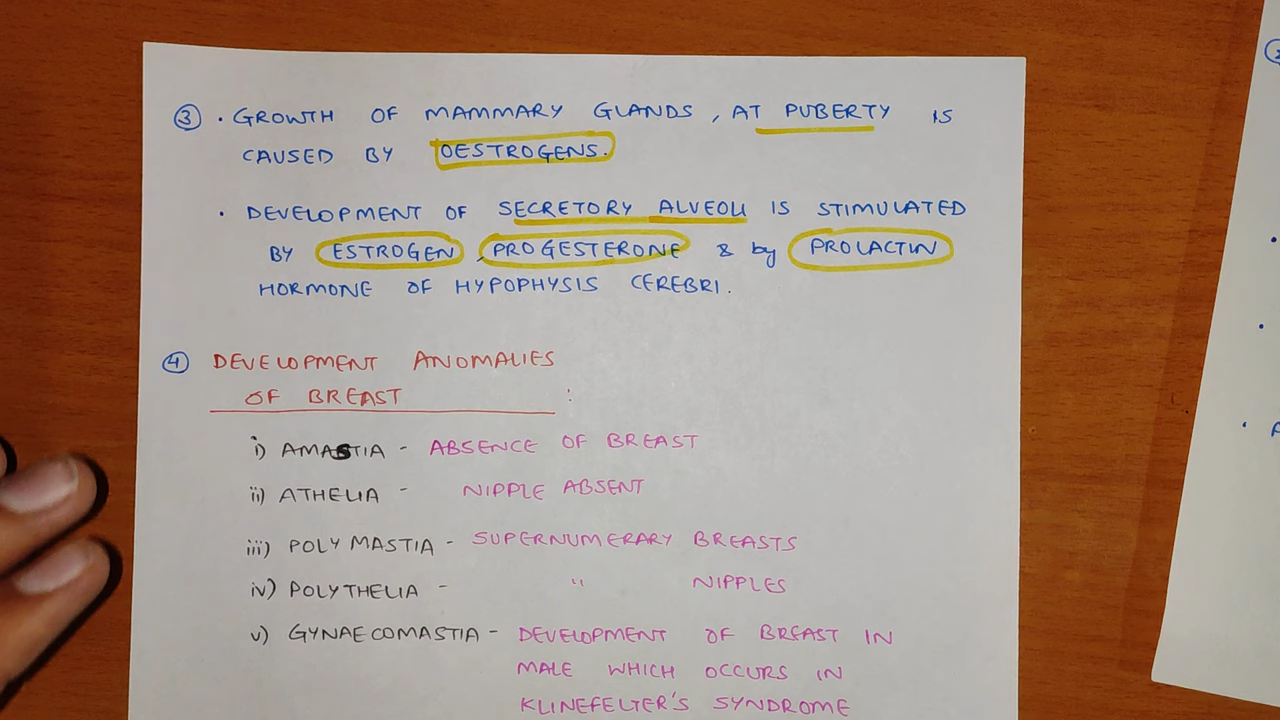 ③ • GROWTH OF MAMMARY GLANDS, AT PUBERTY IS
CAUSED BY OESTROGENS.
• DEVELOPMENT OF SECRETORY ALVEOLI IS STIMULATED
BY ESTROGEN, PROGESTERONE & by PROLACTIN
HORMONE OF HYPOPHYSIS CEREBRI.
④ DEVELOPMENT ANOMALIES
OF BREAST :
i) AMASTIA - ABSENCE OF BREAST
ii) ATHELIA - NIPPLE ABSENT
iii) POLYMASTIA - SUPERNUMERARY BREASTS
iv) POLYTHELIA - " NIPPLES
v) GYNAECOMASTIA - DEVELOPMENT OF BREAST IN
MALE WHICH OCCURS IN
KLINEFELTER'S SYNDROME